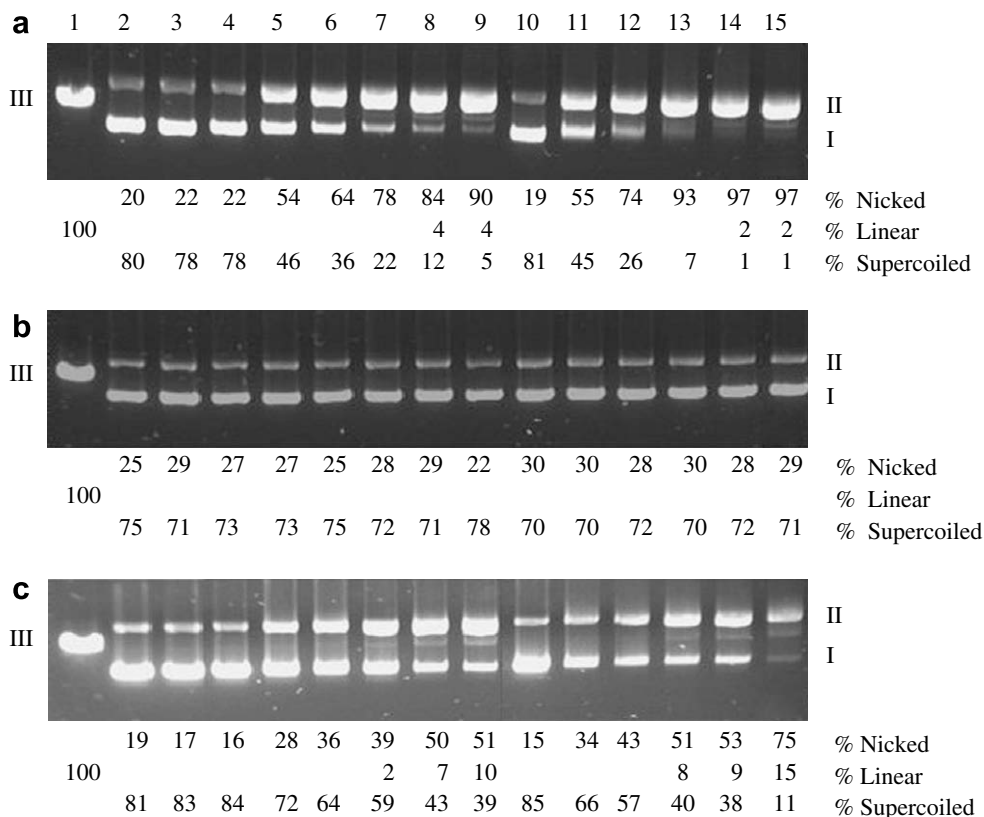 a 1 2 3 4 5 6 7 8 9 10 11 12 13 14 15
III II
I
20 22 22 54 64 78 84 90 19 55 74 93 97 97 % Nicked
100 4 4 2 2 % Linear
80 78 78 46 36 22 12 5 81 45 26 7 1 1 % Supercoiled
b
III II
I
25 29 27 27 25 28 29 22 30 30 28 30 28 29 % Nicked
100 % Linear
75 71 73 73 75 72 71 78 70 70 72 70 72 71 % Supercoiled
c
III II
I
19 17 16 28 36 39 50 51 15 34 43 51 53 75 % Nicked
100 2 7 10 8 9 15 % Linear
81 83 84 72 64 59 43 39 85 66 57 40 38 11 % Supercoiled